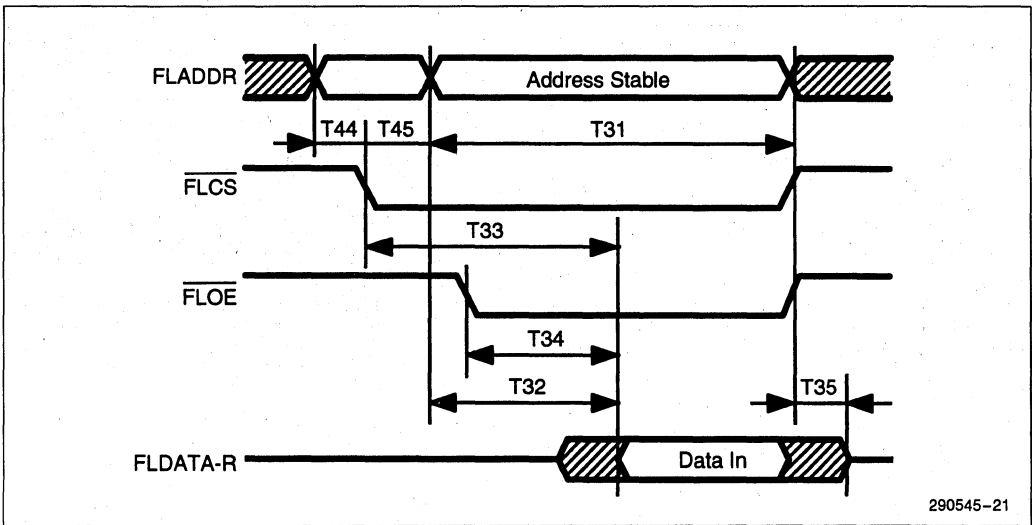 FLADDR
Address Stable
T44
T45
T31
FLCS
T33
FLOE
T34
T32
T35
FLDATA-R
Data In
290545-21